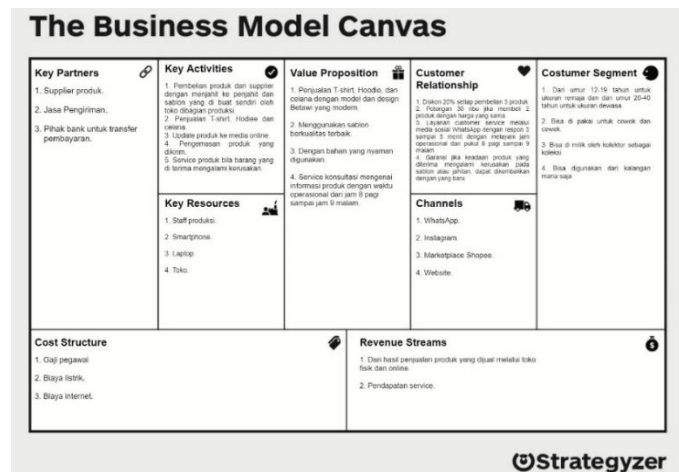 The Business Model Canvas
Key Partners
1. Supplier produk.
2. Jasa Pengiriman.
3. Pihak bank untuk transfer
pembayaran.
Key Activities
1. Pembelian produk dari supplier
dengan menjahit ke penjahit dan
sablon yang di buat sendiri oleh
toko dibagian produksi.
2. Penjualan T-shirt, Hodiee dan
celana.
3. Update produk ke media online
4. Pengemasan produk yang
dikirim.
5. Service produk bila barang yang
di terima mengalami kerusakan.
Key Resources
1. Staff produksi.
2. Smartphone.
3. Laptop
4. Toko.
Value Proposition
1. Penjualan T-shirt, Hoodie, dan
celana dengan model dan design
Betawi yang modern.
2. Menggunakan sablon
berkualitas terbaik.
3. Dengan bahan yang nyaman
digunakan.
4. Service konsultasi mengenai
informasi produk dengan waktu
operasional dari jam 8 pagi
sampai jam 9 malam.
Customer
Relationship
1. Diskon 20% setiap pembelian 3 produk
2. Potongan 30 ribu jika membeli 2
produk dengan harga yang sama.
3. Layanan customer service melalui
media sosial WhatsApp dengan respon 3
sampai 5 menit dengan melayani jam
operasional dari pukul 8 pagi sampai 9
malam.
4. Garansi jika keadaan produk yang
diterima mengalami kerusakan pada
sablon atau jahitan, dapat dikembalikan
dengan yang baru
Channels
1. WhatsApp.
2. Instagram.
3. Marketplace Shopee.
4. Website.
Costumer Segment
1. Dari umur 12-19 tahun untuk
ukuran remaja dan dari umur 20-40
tahun untuk ukuran dewasa.
2. Bisa di pakai untuk cowok dan
cewek.
3. Bisa di milik oleh kolektor sebagai
koleksi.
4. Bisa digunakan dari kalangan
mana saja
Cost Structure
1. Gaji pegawai
2. Biaya listrik.
3. Biaya internet.
Revenue Streams
1. Dari hasil penjualan produk yang dijual melalui toko
fisik dan online.
2. Pendapatan service.
Strategyzer